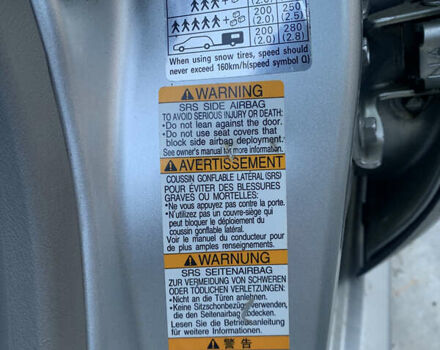 200 250
(2.0) (2.5)
200 280
(2.0) (2.8)
When using snow tires, speed should
never exceed 160km/h(speed symbol Q)
WARNING
SRS SIDE AIRBAG
TO AVOID SERIOUS INJURY OR DEATH:
•Do not lean against the door.
•Do not use seat covers that
block side airbag deployment.
See owner's manual for more information.
AVERTISSEMENT
COUSSIN GONFLABLE LATÉRAL (SRS)
POUR ÉVITER DES BLESSURES
GRAVES OU MORTELLES:
•Ne vous appuyez pas contre la porte.
•N'utilizez pas un couvre-siège qui
peut bloquer le déploiement du
coussin gonflable latéral.
Voir le manuel du conducteur pour
de plus amples renseignements.
WARNUNG
SRS SEITENAIRBAG
ZUR VERMEIDUNG VON SCHWEREN
ODER TÖDLICHEN VERLETZUNGEN:
•Nicht an die Türen anlehnen.
•Keine Sitzschonbezüge verwenden,
die den Seitenairbag abdecken.
Lesen Sie die Betriebsanleitung
für weitere Informationen.
警告